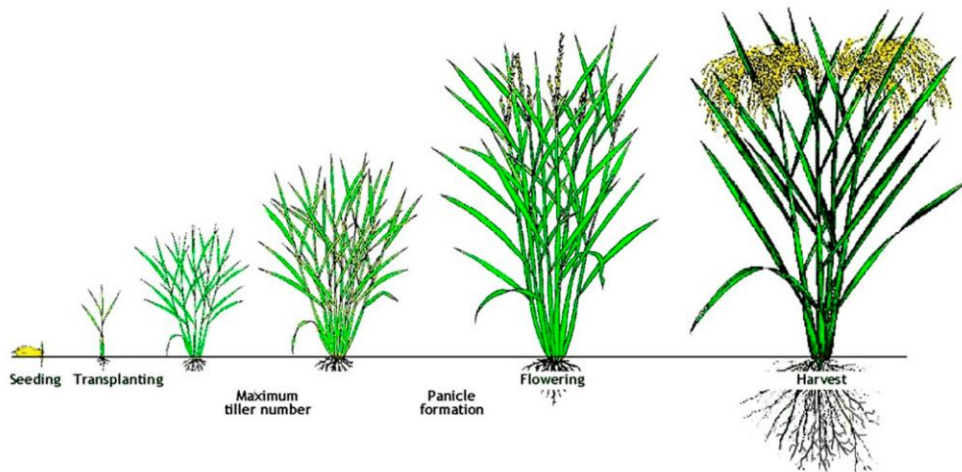 Seeding
Transplanting
Maximum
tiller number
Panicle
formation
Flowering
Harvest